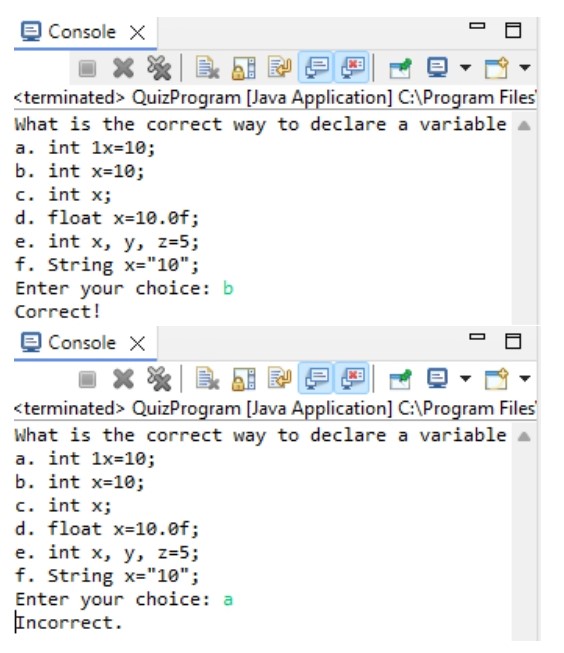 Console
<terminated> QuizProgram [Java Application] C:\Program Files
What is the correct way to declare a variable
a. int 1x=10;
b. int x=10;
c. int x;
d. float x=10.0f;
e. int x, y, z=5;
f. String x="10";
Enter your choice: b
Correct!
Console
<terminated> QuizProgram [Java Application] C:\Program Files
What is the correct way to declare a variable
a. int 1x=10;
b. int x=10;
c. int x;
d. float x=10.0f;
e. int x, y, z=5;
f. String x="10";
Enter your choice: a
Incorrect.